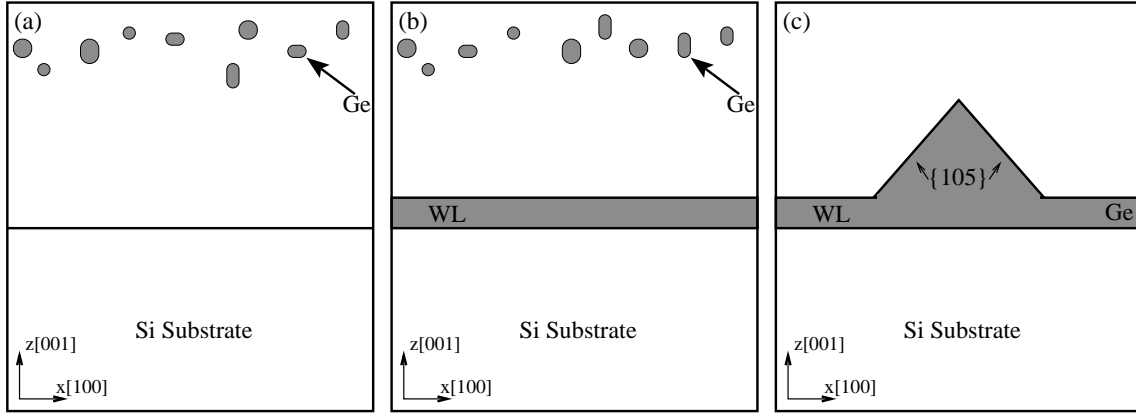 (a)
Ge
Si Substrate
z[001]
x[100]
(b)
Ge
WL
Si Substrate
z[001]
x[100]
(c)
{105}
WL
Ge
Si Substrate
z[001]
x[100]